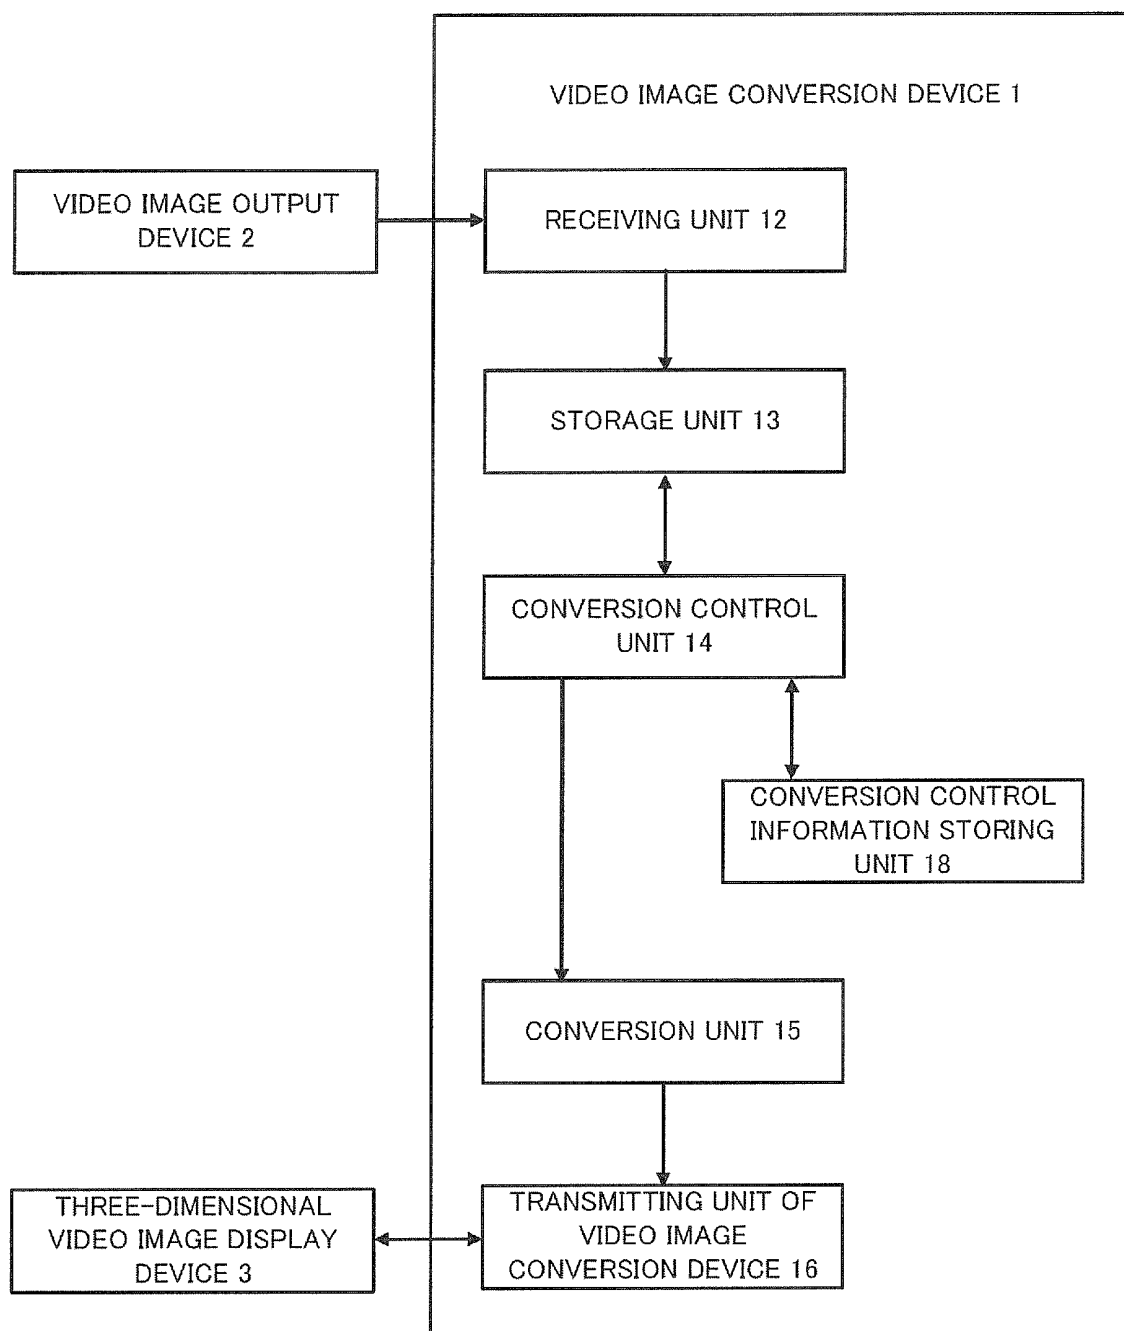 VIDEO IMAGE CONVERSION DEVICE 1
VIDEO IMAGE OUTPUT
DEVICE 2
RECEIVING UNIT 12
STORAGE UNIT 13
CONVERSION CONTROL
UNIT 14
CONVERSION CONTROL
INFORMATION STORING
UNIT 18
CONVERSION UNIT 15
THREE-DIMENSIONAL
VIDEO IMAGE DISPLAY
DEVICE 3
TRANSMITTING UNIT OF
VIDEO IMAGE
CONVERSION DEVICE 16